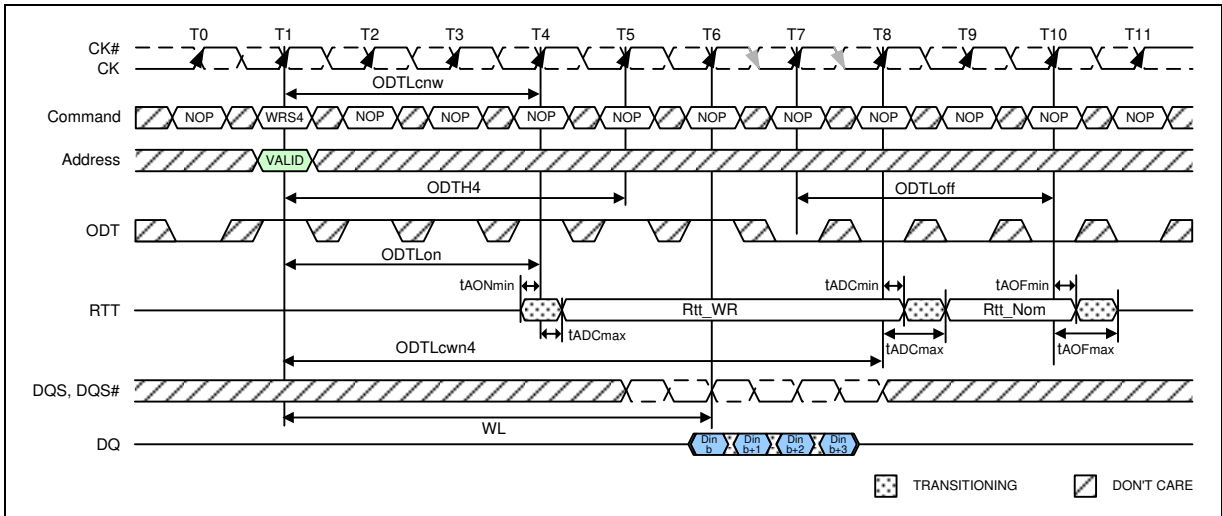 T0 T1 T2 T3 T4 T5 T6 T7 T8 T9 T10 T11
CK#
CK
ODTLcnw
Command NOP WRS4 NOP NOP NOP NOP NOP NOP NOP NOP NOP NOP
Address VALID
ODTH4 ODTLoff
ODT
ODTLon
tAONmin tADCmin tAOFmin
RTT Rtt_WR Rtt_Nom
tADCmax tADCmax tAOFmax
ODTLcwn4
DQS, DQS#
WL
DQ Din b Din b+1 Din b+2 Din b+3
TRANSITIONING DON'T CARE